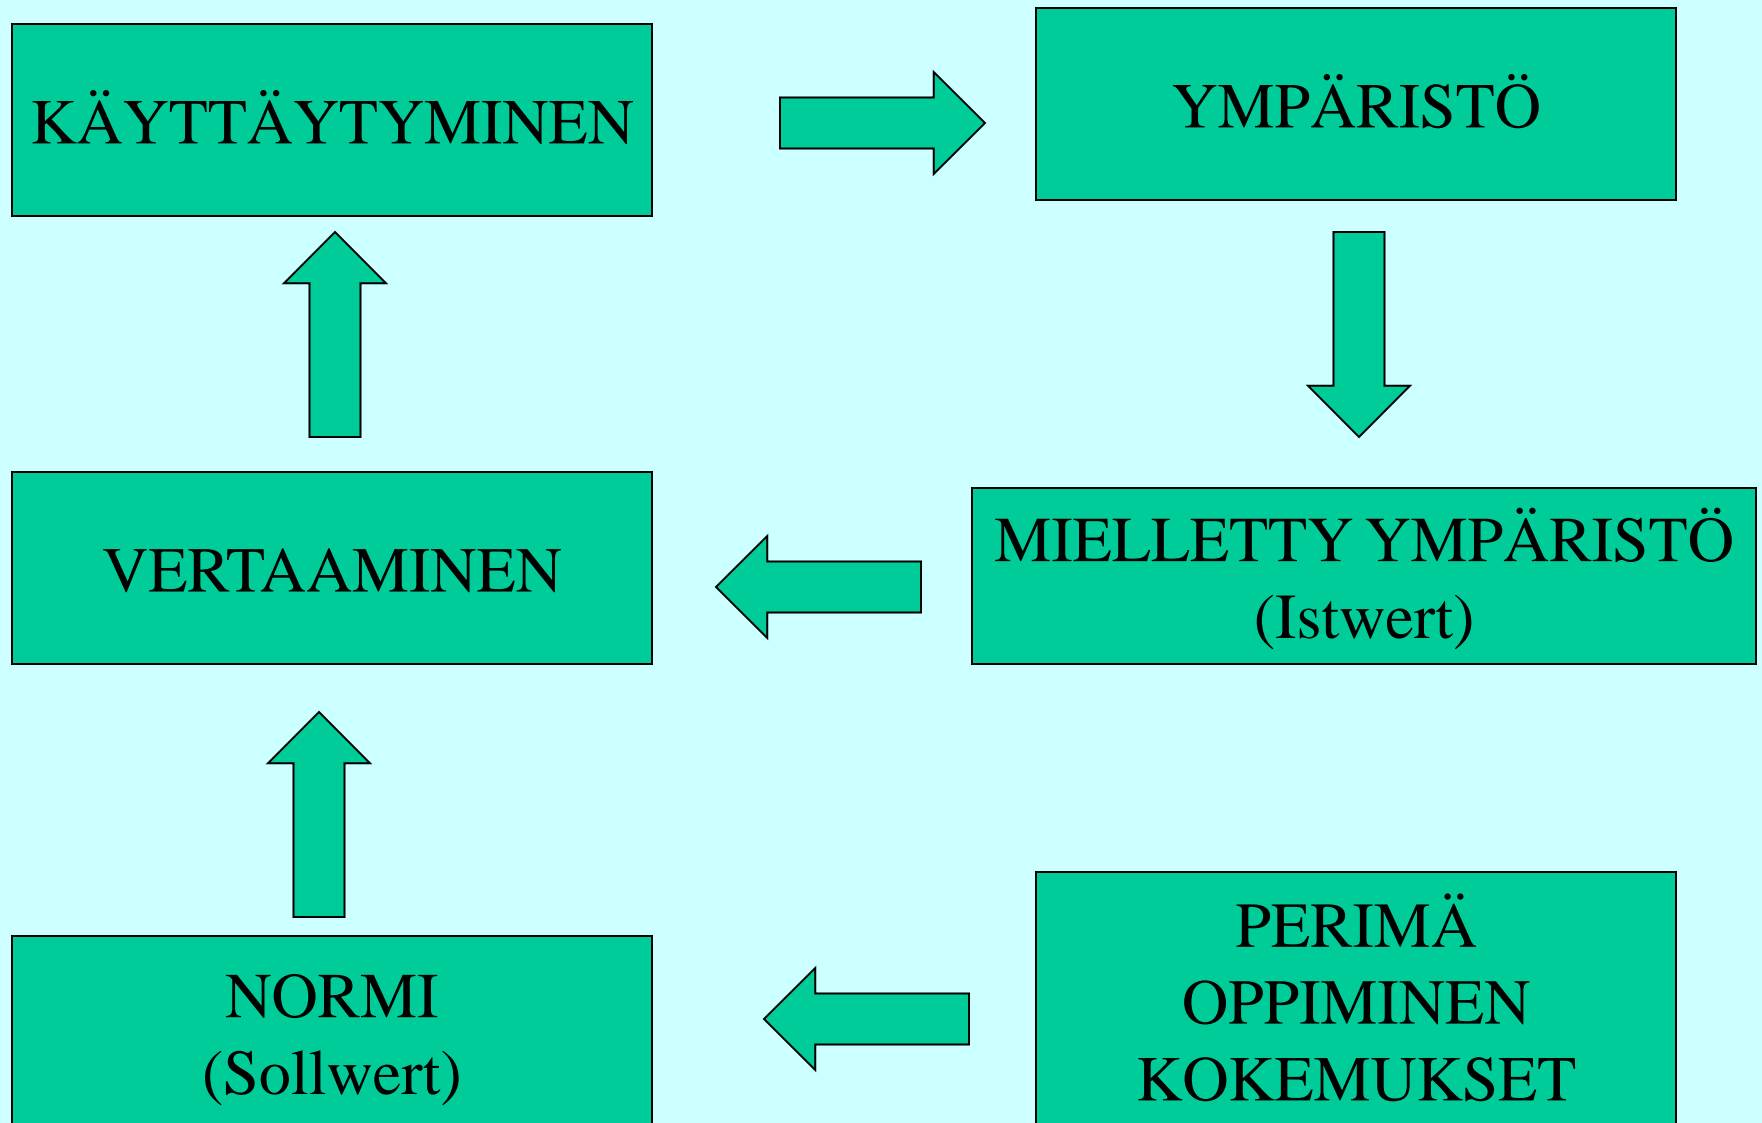 KÄYTTÄYTYMINEN
YMPÄRISTÖ
VERTAAMINEN
MIELLETTY YMPÄRISTÖ
(Istwert)
NORMI
(Sollwert)
PERIMÄ
OPPIMINEN
KOKEMUKSET